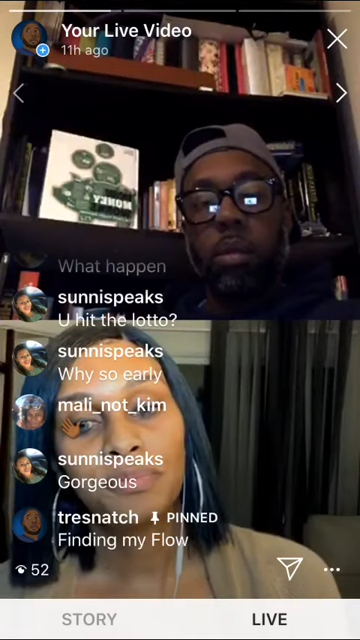 Your Live Video
11h ago
YƎИOM
What happen
sunnispeaks
U hit the lotto?
sunnispeaks
Why so early
mali_not_kim
sunnispeaks
Gorgeous
tresnatch PINNED
Finding my Flow
52
STORY LIVE